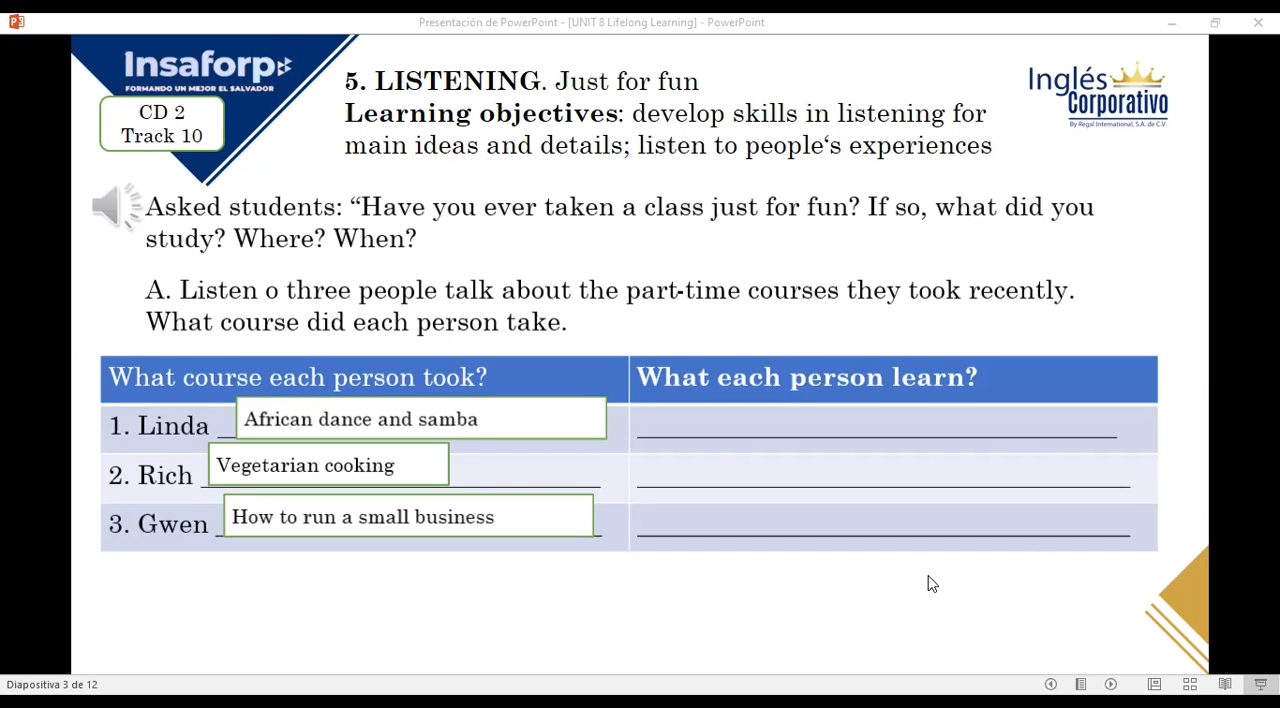 Presentación de PowerPoint - [UNIT 8 Lifelong Learning] - PowerPoint
Insaforp
FORMANDO UN MEJOR EL SALVADOR
CD 2
Track 10
5. LISTENING. Just for fun
Learning objectives: develop skills in listening for
main ideas and details; listen to people‘s experiences
Inglés
Corporativo
By Regal International, S.A. de C.V.
Asked students: “Have you ever taken a class just for fun? If so, what did you
study? Where? When?
A. Listen o three people talk about the part-time courses they took recently.
What course did each person take.
What course each person took?
What each person learn?
1. Linda
African dance and samba
2. Rich
Vegetarian cooking
3. Gwen
How to run a small business
Diapositiva 3 de 12